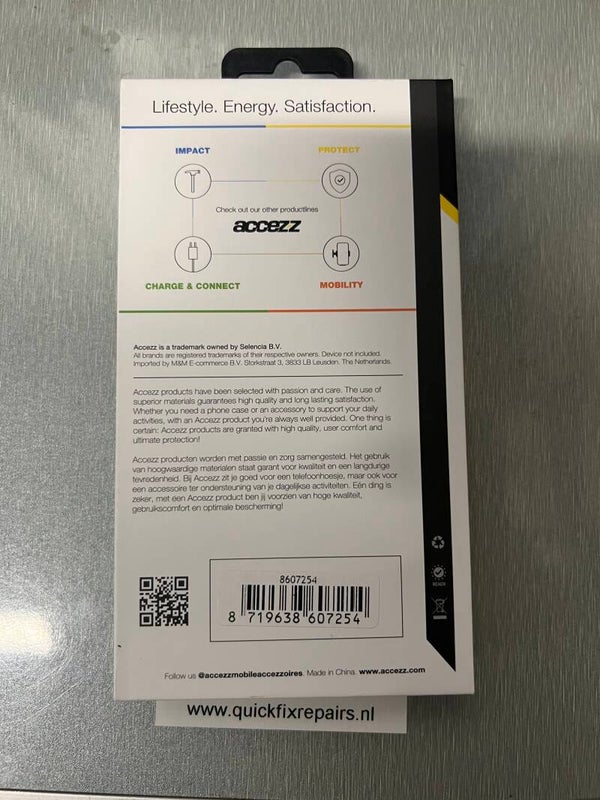 Lifestyle. Energy. Satisfaction.
IMPACT
PROTECT
Check out our other productlines
accezz
CHARGE & CONNECT
MOBILITY
Accezz is a trademark owned by Selencia B.V.
All brands are registered trademarks of their respective owners. Device not included.
Imported by M&M E-commerce B.V. Storkstraat 3, 3833 LB Leusden. The Netherlands.
Accezz products have been selected with passion and care. The use of
superior materials guarantees high quality and long lasting satisfaction.
Whether you need a phone case or an accessory to support your daily
activities, with an Accezz product you're always well provided. One thing is
certain: Accezz products are granted with high quality, user comfort and
ultimate protection!
Accezz producten worden met passie en zorg samengesteld. Het gebruik
van hoogwaardige materialen staat garant voor kwaliteit en een langdurige
tevredenheid. Bij Accezz zit je goed voor een telefoonhoesje, maar ook voor
een accessoire ter ondersteuning van je dagelijkse activiteiten. Eén ding is
zeker, met een Accezz product ben jij voorzien van hoge kwaliteit,
gebruikscomfort en optimale bescherming!
8607254
8 719638 607254
Follow us @accezzmobileaccezzoires. Made in China. www.accezz.com
www.quickfixrepairs.nl